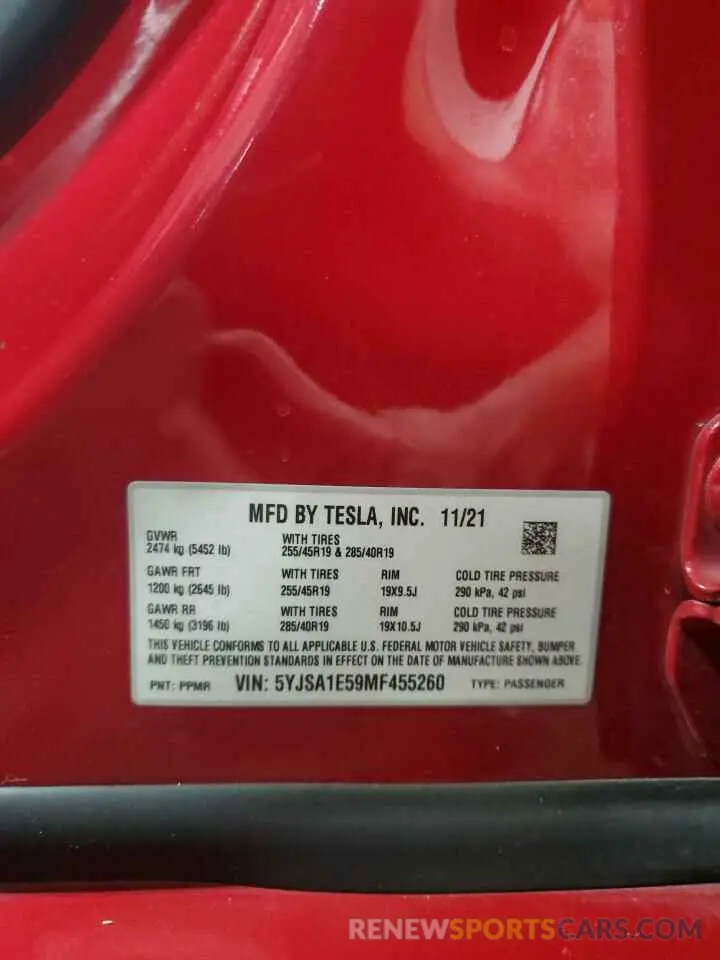 MFD BY TESLA, INC. 11/21
GVWR
2474 kg (5452 lb)
WITH TIRES
255/45R19 & 285/40R19
GAWR FRT WITH TIRES RIM COLD TIRE PRESSURE
1200 kg (2645 lb) 255/45R19 19X9.5J 290 kPa, 42 psi
GAWR RR WITH TIRES RIM COLD TIRE PRESSURE
1450 kg (3196 lb) 285/40R19 19X10.5J 290 kPa, 42 psi
THIS VEHICLE CONFORMS TO ALL APPLICABLE U.S. FEDERAL MOTOR VEHICLE SAFETY, BUMPER
AND THEFT PREVENTION STANDARDS IN EFFECT ON THE DATE OF MANUFACTURE SHOWN ABOVE
PNT: PPMR VIN: 5YJSA1E59MF455260 TYPE: PASSENGER
RENEWSPORTSCARS.COM